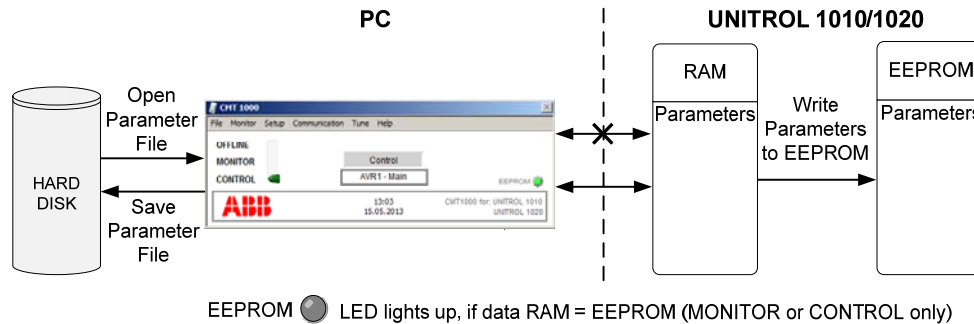 PC
UNITROL 1010/1020
Open
Parameter
File
HARD
DISK
Save
Parameter
File
CMT 1000
File Monitor Setup Communication Tune Help
OFFLINE
MONITOR
CONTROL
Control
AVR1 - Main
EEPROM
ABB
13:03
15.05.2013
CMT1000 for: UNITROL 1010
UNITROL 1020
RAM
Parameters
Write
Parameters
to EEPROM
EEPROM
Parameters
EEPROM LED lights up, if data RAM = EEPROM (MONITOR or CONTROL only)